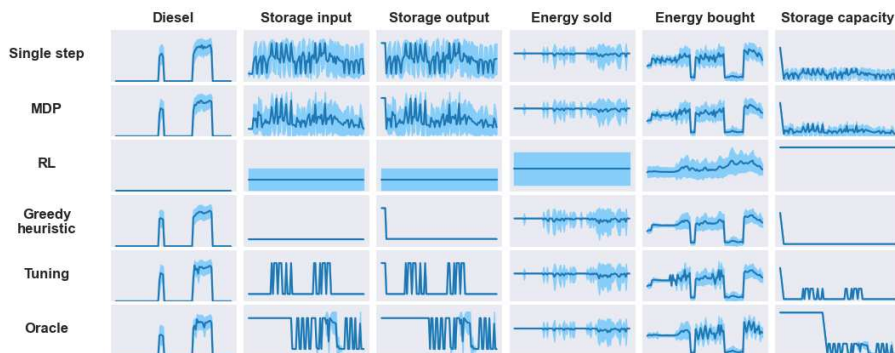 Diesel Storage input Storage output Energy sold Energy bought Storage capacity
Single step
MDP
RL
Greedy
heuristic
Tuning
Oracle